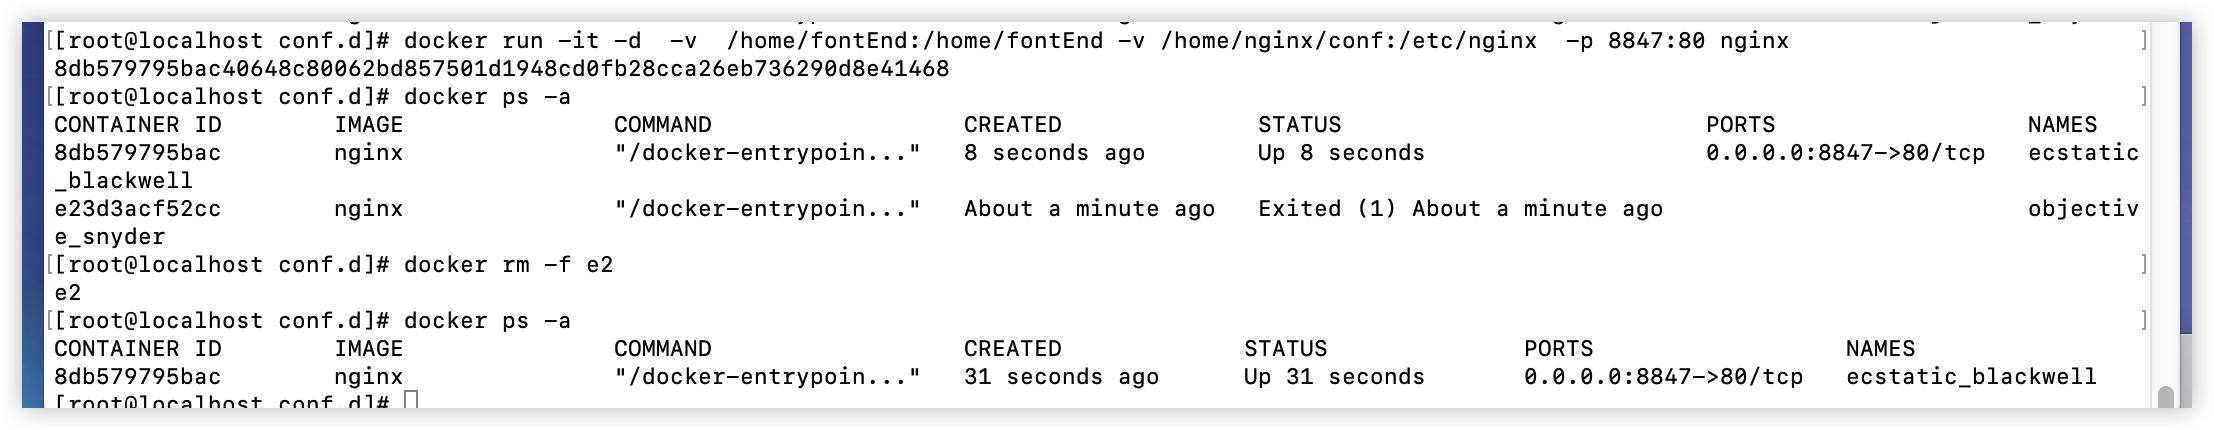 [[root@localhost conf.d]# docker run -it -d  -v  /home/fontEnd:/home/fontEnd -v /home/nginx/conf:/etc/nginx  -p 8847:80 nginx ]
8db579795bac40648c80062bd857501d1948cd0fb28cca26eb736290d8e41468
[[root@localhost conf.d]# docker ps -a ]
CONTAINER ID        IMAGE               COMMAND                  CREATED              STATUS                          PORTS                  NAMES
8db579795bac        nginx               "/docker-entrypoin..."   8 seconds ago        Up 8 seconds                    0.0.0.0:8847->80/tcp   ecstatic
_blackwell
e23d3acf52cc        nginx               "/docker-entrypoin..."   About a minute ago   Exited (1) About a minute ago                          objectiv
e_snyder
[[root@localhost conf.d]# docker rm -f e2 ]
e2
[[root@localhost conf.d]# docker ps -a ]
CONTAINER ID        IMAGE               COMMAND                  CREATED             STATUS              PORTS                  NAMES
8db579795bac        nginx               "/docker-entrypoin..."   31 seconds ago      Up 31 seconds       0.0.0.0:8847->80/tcp   ecstatic_blackwell
[root@localhost conf.d]#